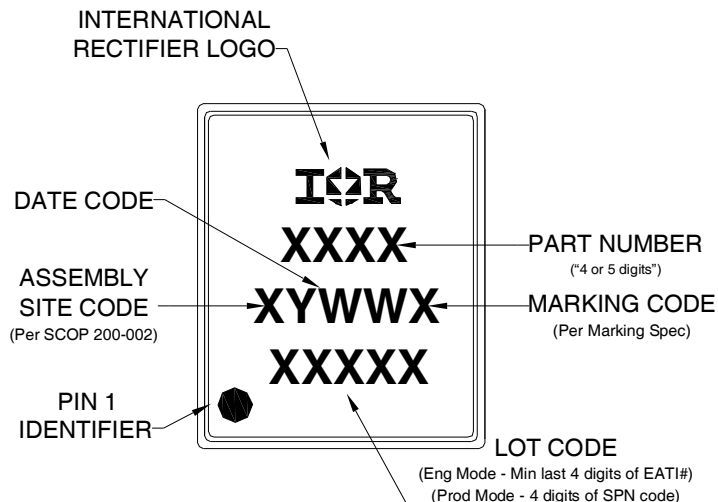 INTERNATIONAL
RECTIFIER LOGO
IOR
DATE CODE
XXXX
PART NUMBER
("4 or 5 digits")
ASSEMBLY
SITE CODE
(Per SCOP 200-002)
XYWWX
MARKING CODE
(Per Marking Spec)
XXXXX
PIN 1
IDENTIFIER
LOT CODE
(Eng Mode - Min last 4 digits of EATI#)
(Prod Mode - 4 digits of SPN code)